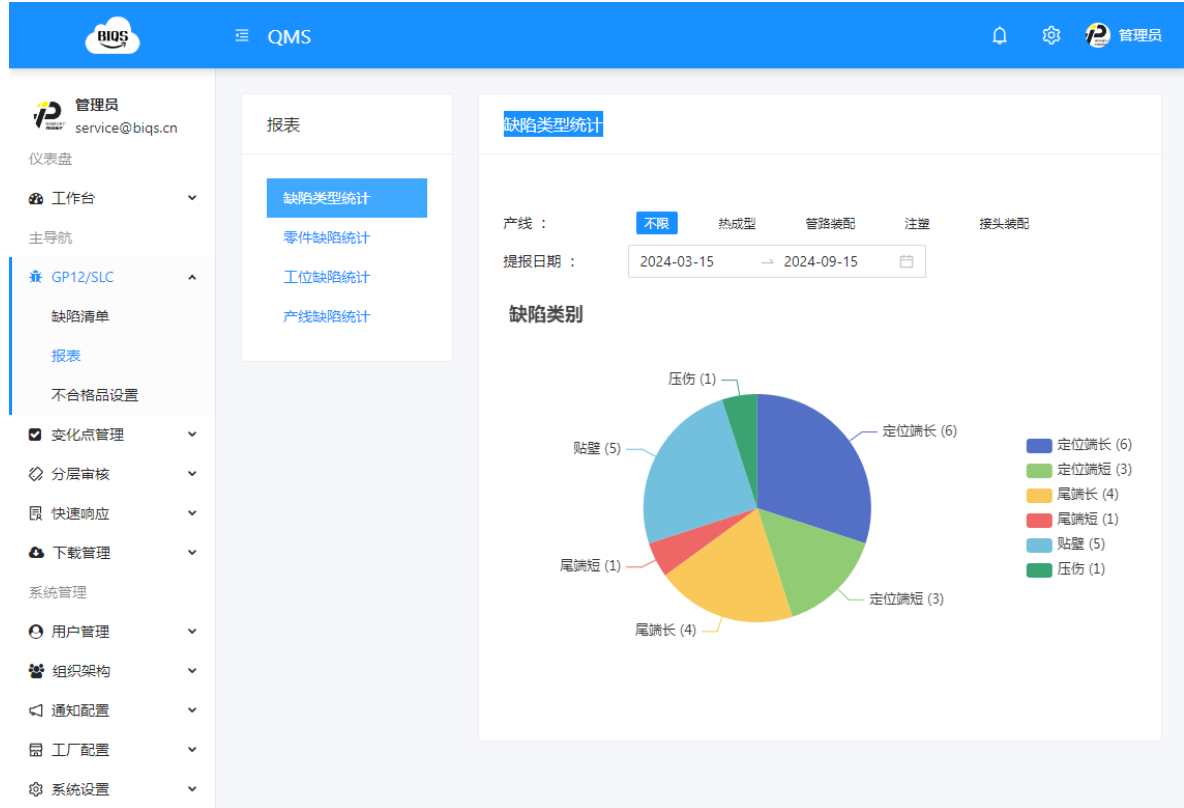 BIQS
QMS
管理员
管理员
service@biqs.cn
仪表盘
工作台
主导航
GP12/SLC
缺陷清单
报表
不合格品设置
变化点管理
分层审核
快速响应
下载管理
系统管理
用户管理
组织架构
通知配置
工厂配置
系统设置
报表
缺陷类型统计
零件缺陷统计
工位缺陷统计
产线缺陷统计
缺陷类型统计
产线 : 不限 热成型 管路装配 注塑 接头装配
提报日期 : 2024-03-15 → 2024-09-15
缺陷类别
压伤 (1)
定位端长 (6)
贴壁 (5)
尾端短 (1)
定位端短 (3)
尾端长 (4)
定位端长 (6)
定位端短 (3)
尾端长 (4)
尾端短 (1)
贴壁 (5)
压伤 (1)